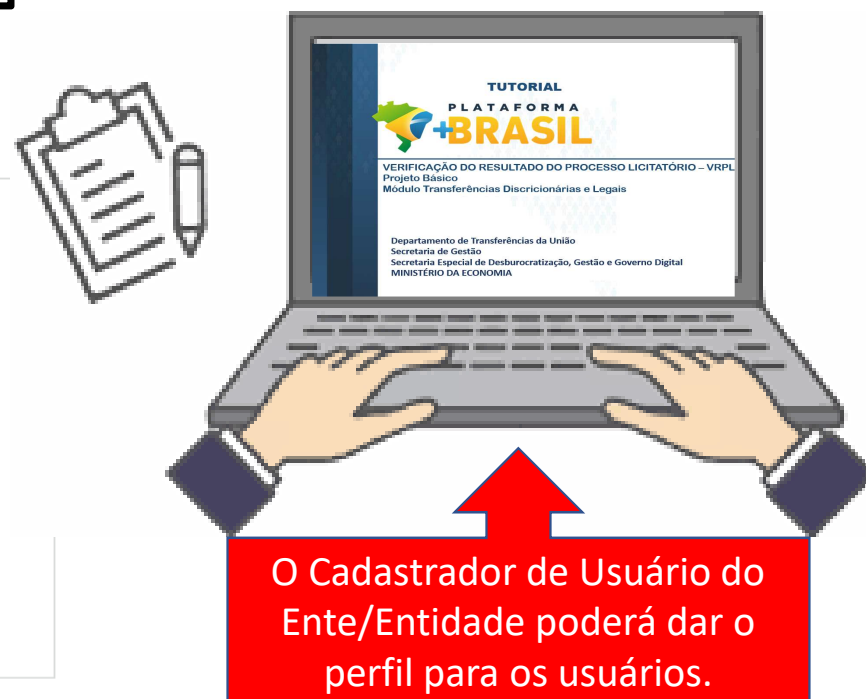 TUTORIAL
PLATAFORMA
+BRASIL
VERIFICAÇÃO DO RESULTADO DO PROCESSO LICITATÓRIO – VRPL
Projeto Básico
Módulo Transferências Discricionárias e Legais
Departamento de Transferências da União
Secretaria de Gestão
Secretaria Especial de Desburocratização, Gestão e Governo Digital
MINISTÉRIO DA ECONOMIA
O Cadastrador de Usuário do
Ente/Entidade poderá dar o
perfil para os usuários.